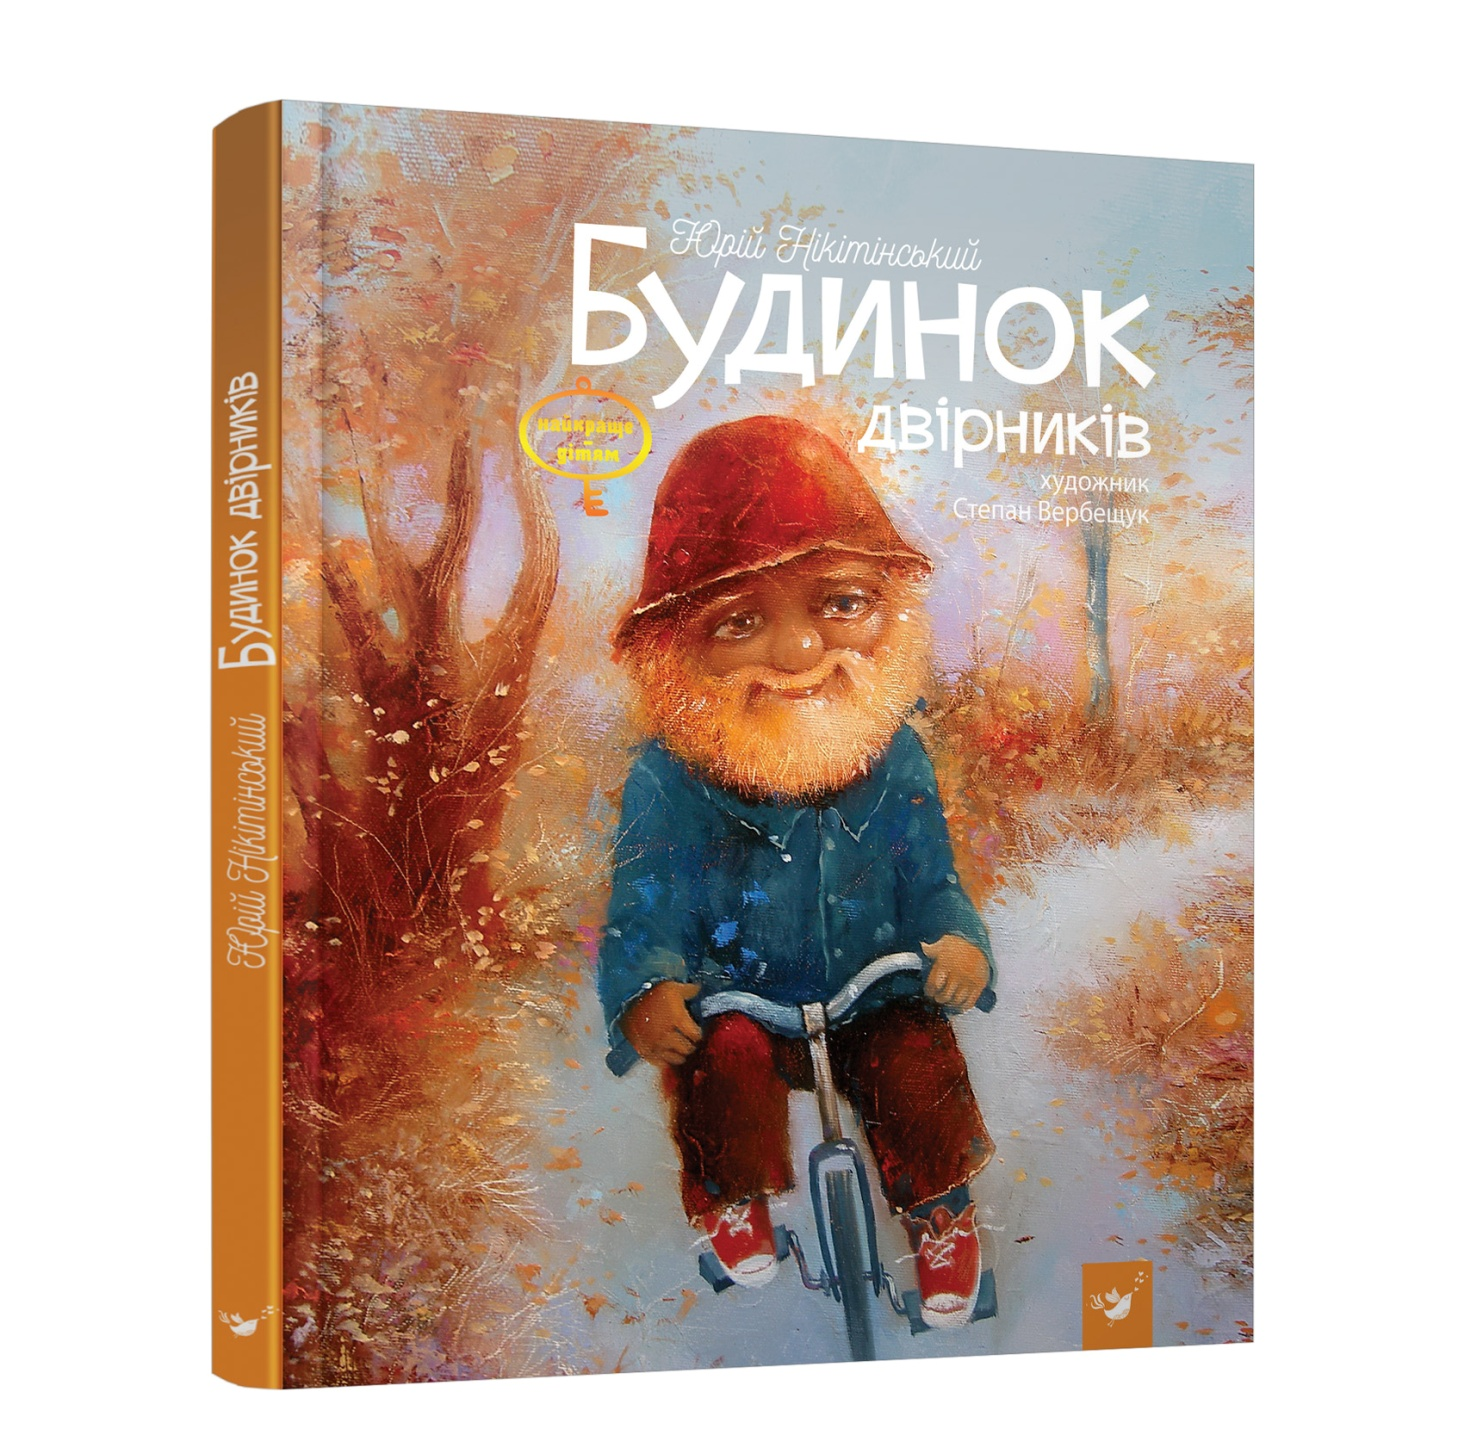 Юрій Нікітінський
Будинок
двірників
художник
Степан Вербещук
найкраще -
дітям
Юрій Нікітінський Будинок двірників